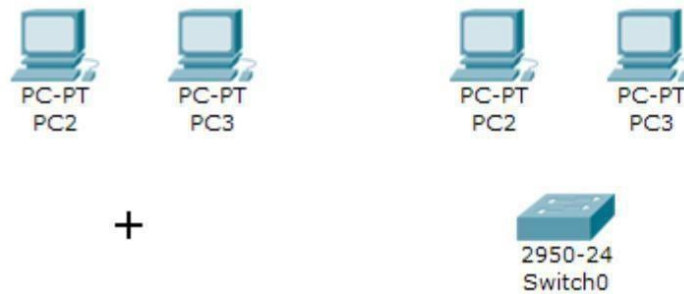 PC-PT
PC2
PC-PT
PC3
PC-PT
PC2
PC-PT
PC3
+
2950-24
Switch0